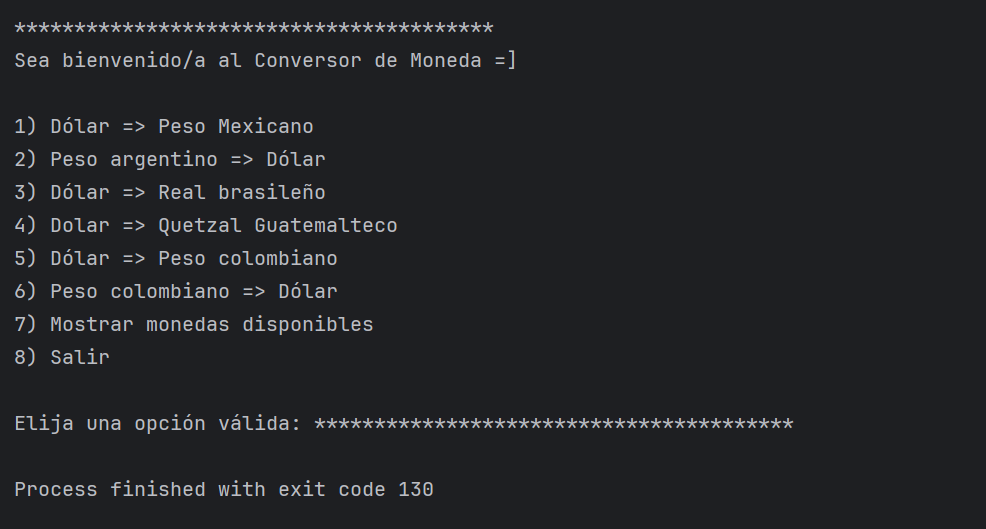 ****************************************
Sea bienvenido/a al Conversor de Moneda =]
1) Dólar => Peso Mexicano
2) Peso argentino => Dólar
3) Dólar => Real brasileño
4) Dolar => Quetzal Guatemalteco
5) Dólar => Peso colombiano
6) Peso colombiano => Dólar
7) Mostrar monedas disponibles
8) Salir
Elija una opción válida: ****************************************
Process finished with exit code 130